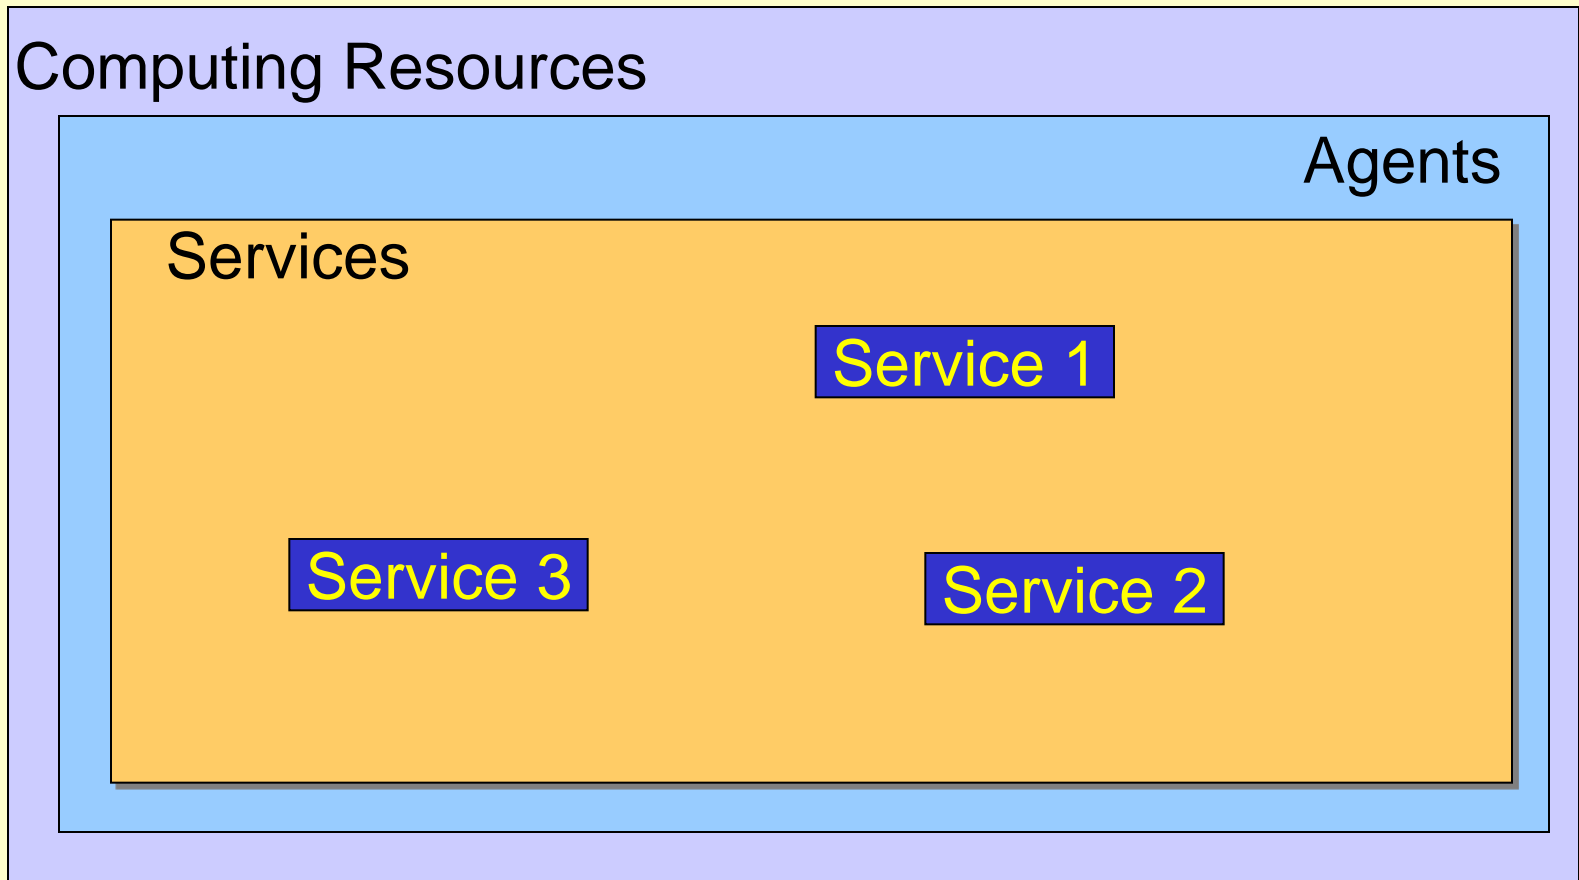 Computing Resources
Agents
Services
Service 1
Service 3
Service 2